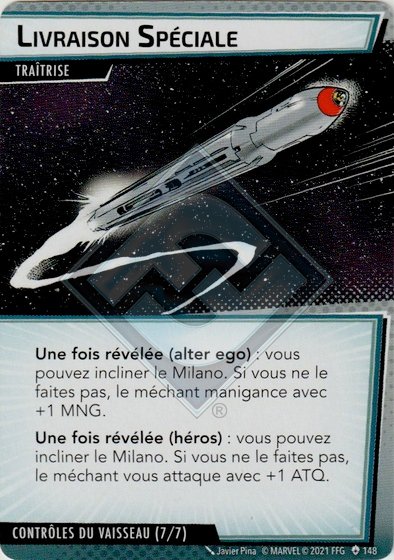 LIVRAISON SPÉCIALE
TRAÎTRISE
Une fois révélée (alter ego) : vous
pouvez incliner le Milano. Si vous ne le
faites pas, le méchant manigance avec
+1 MNG.
Une fois révélée (héros) : vous pouvez
incliner le Milano. Si vous ne le faites pas,
le méchant vous attaque avec +1 ATQ.
CONTRÔLES DU VAISSEAU (7/7)
Javier Pina © MARVEL © 2021 FFG 148
®